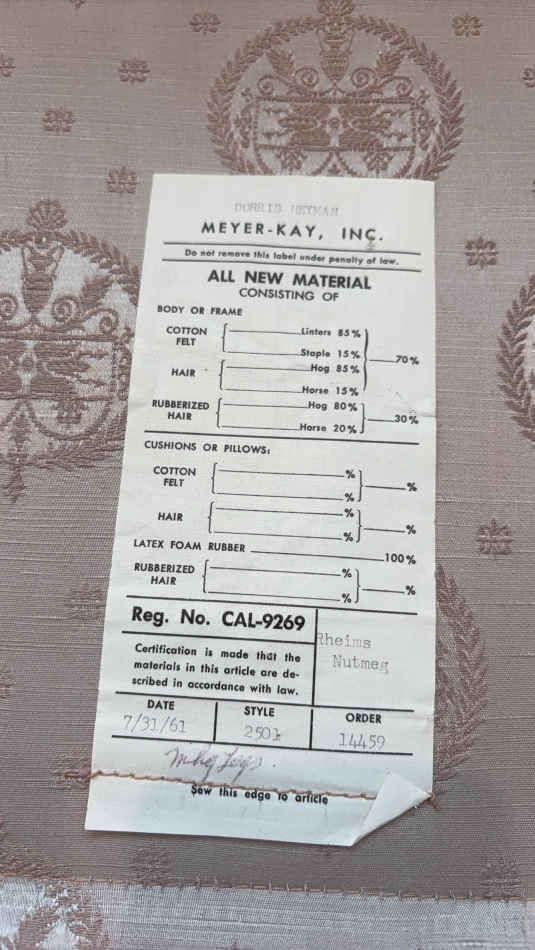 DORRIS HEYMAN
MEYER-KAY, INC.
Do not remove this label under penalty of law.
ALL NEW MATERIAL
CONSISTING OF
BODY OR FRAME
COTTON FELT Linters 85%
Staple 15% 70%
HAIR Hog 85%
Horse 15%
RUBBERIZED HAIR Hog 80% 30%
Horse 20%
CUSHIONS OR PILLOWS:
COTTON FELT % %
%
HAIR % %
%
LATEX FOAM RUBBER 100%
RUBBERIZED HAIR % %
%
Reg. No. CAL-9269
Certification is made that the
materials in this article are de-
scribed in accordance with law.
Rheims
Nutmeg
DATE STYLE ORDER
7/31/61 2501 14459
Sew this edge to article